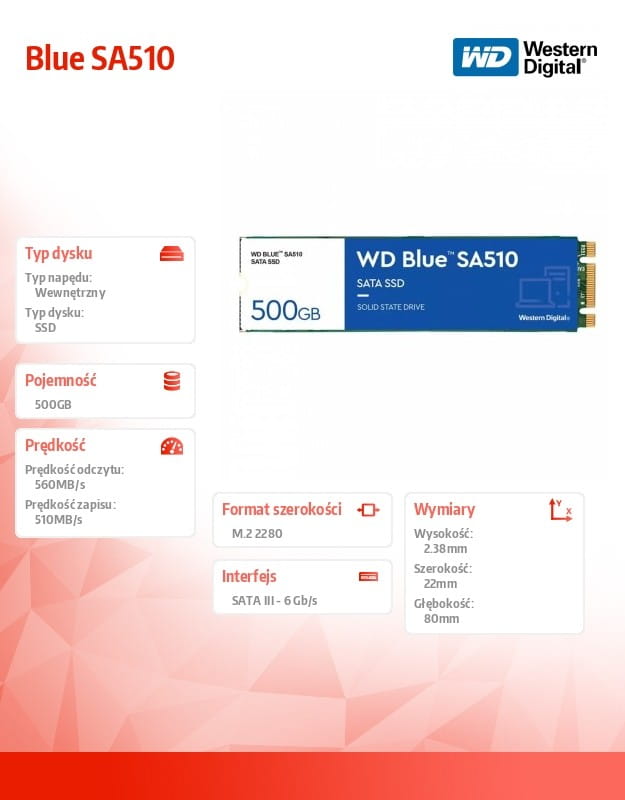 Blue SA510
WD Western
Digital®
Typ dysku
Typ napędu:
Wewnętrzny
Typ dysku:
SSD
WD BLUE™ SA510
SATA SSD
500GB
WD Blue™ SA510
SATA SSD
SOLID STATE DRIVE
Western Digital®
Pojemność
500GB
Prędkość
Prędkość odczytu:
560MB/s
Prędkość zapisu:
510MB/s
Format szerokości
M.2 2280
Interfejs
SATA III - 6 Gb/s
Wymiary
Y
X
Wysokość:
2.38mm
Szerokość:
22mm
Głębokość:
80mm